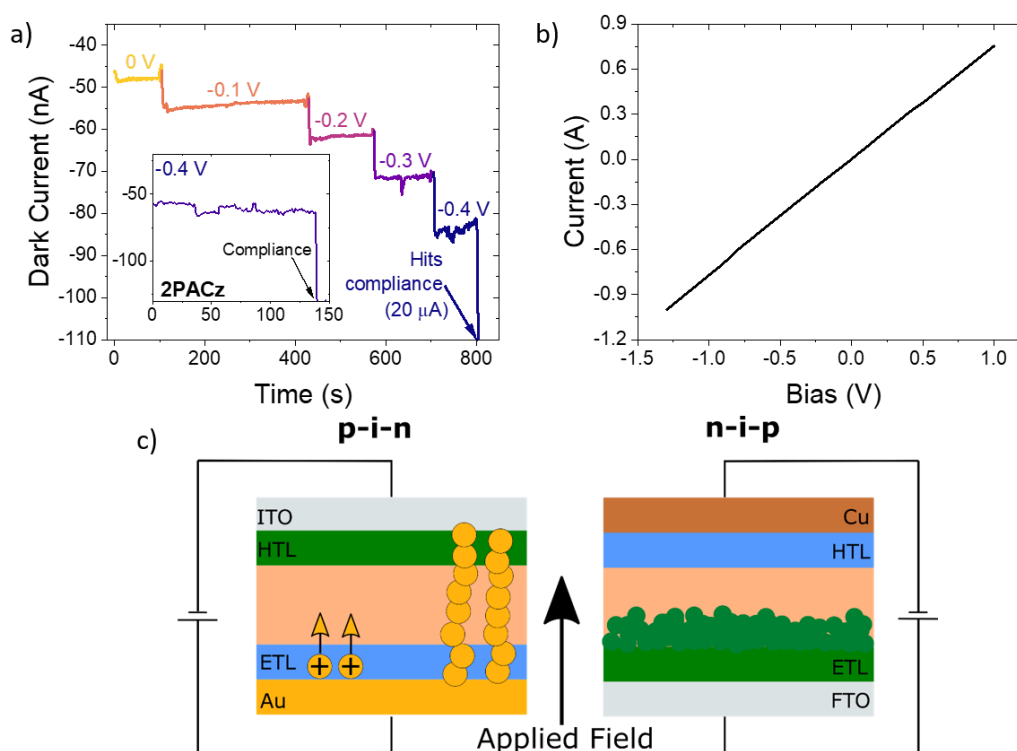 a)
-40
-50
-60
-70
-80
-90
-100
-110
Dark Current (nA)
0 V
-0.1 V
-0.2 V
-0.3 V
-0.4 V
Hits
compliance
(20 µA)
0
200
400
600
800
Time (s)
-0.4 V
-50
-100
Compliance
2PACz
0
50
100
150
b)
0.9
0.6
0.3
0.0
-0.3
-0.6
-0.9
-1.2
Current (A)
-1.5
-1.0
-0.5
0.0
0.5
1.0
Bias (V)
c)
p-i-n
ITO
HTL
ETL
Au
+ +
Applied Field
n-i-p
Cu
HTL
ETL
FTO